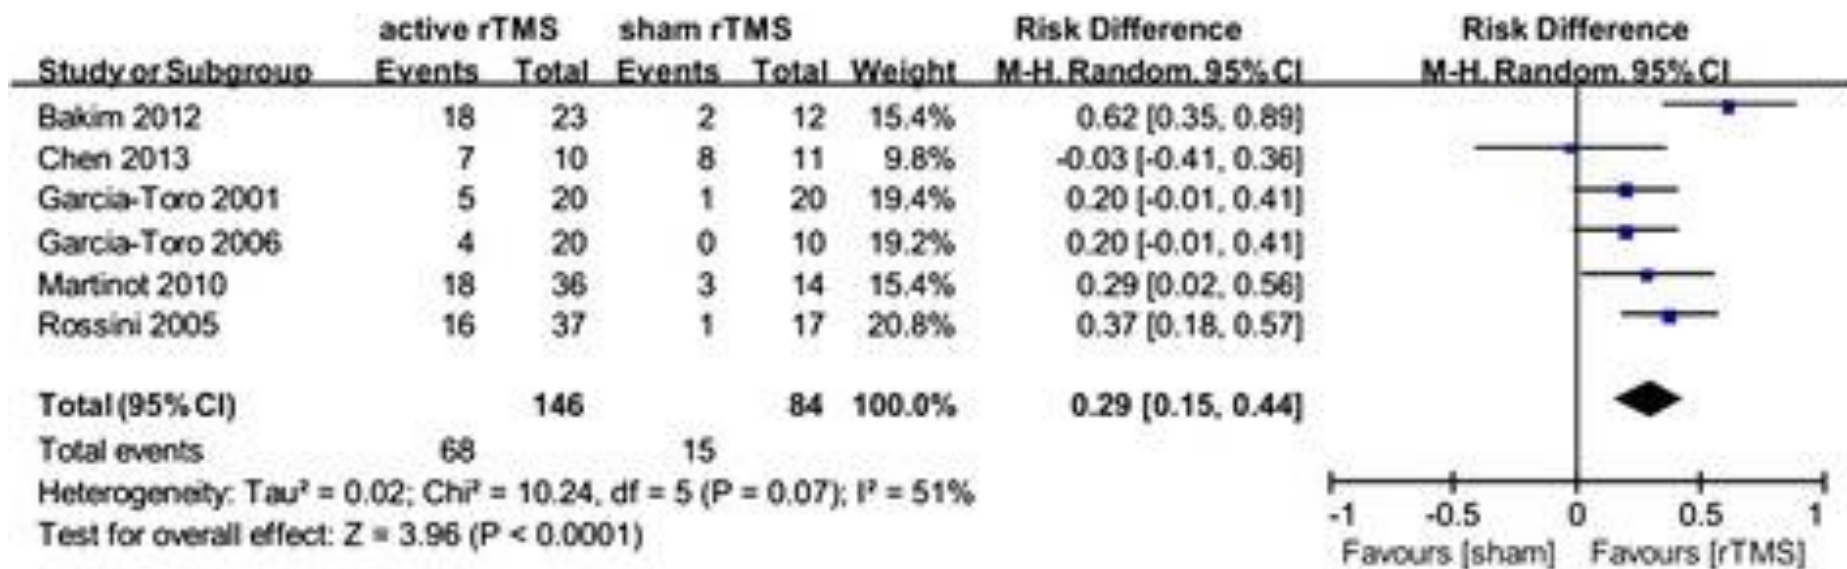 active rTMS sham rTMS Risk Difference Risk Difference
Study or Subgroup Events Total Events Total Weight M-H, Random, 95% CI M-H, Random, 95% CI
Bakim 2012 18 23 2 12 15.4% 0.62 [0.35, 0.89]
Chen 2013 7 10 8 11 9.8% -0.03 [-0.41, 0.36]
Garcia-Toro 2001 5 20 1 20 19.4% 0.20 [-0.01, 0.41]
Garcia-Toro 2006 4 20 0 10 19.2% 0.20 [-0.01, 0.41]
Martinot 2010 18 36 3 14 15.4% 0.29 [0.02, 0.56]
Rossini 2005 16 37 1 17 20.8% 0.37 [0.18, 0.57]
Total (95% CI) 146 84 100.0% 0.29 [0.15, 0.44]
Total events 68 15
Heterogeneity: Tau² = 0.02; Chi² = 10.24, df = 5 (P = 0.07); I² = 51%
Test for overall effect: Z = 3.96 (P < 0.0001)
-1 -0.5 0 0.5 1
Favours [sham] Favours [rTMS]